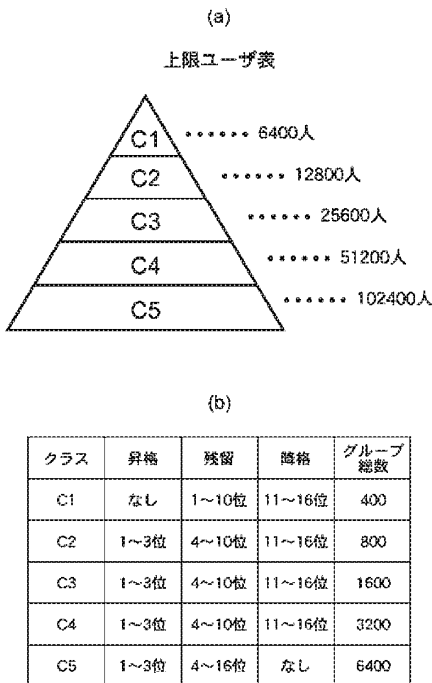 (a)
上限ユーザ表
C1 ・・・・・・ 6400人
C2 ・・・・・・ 12800人
C3 ・・・・・・ 25600人
C4 ・・・・・・ 51200人
C5 ・・・・・・ 102400人
(b)
クラス 昇格 残留 降格 グループ総数
C1 なし 1〜10位 11〜16位 400
C2 1〜3位 4〜10位 11〜16位 800
C3 1〜3位 4〜10位 11〜16位 1600
C4 1〜3位 4〜10位 11〜16位 3200
C5 1〜3位 4〜16位 なし 6400